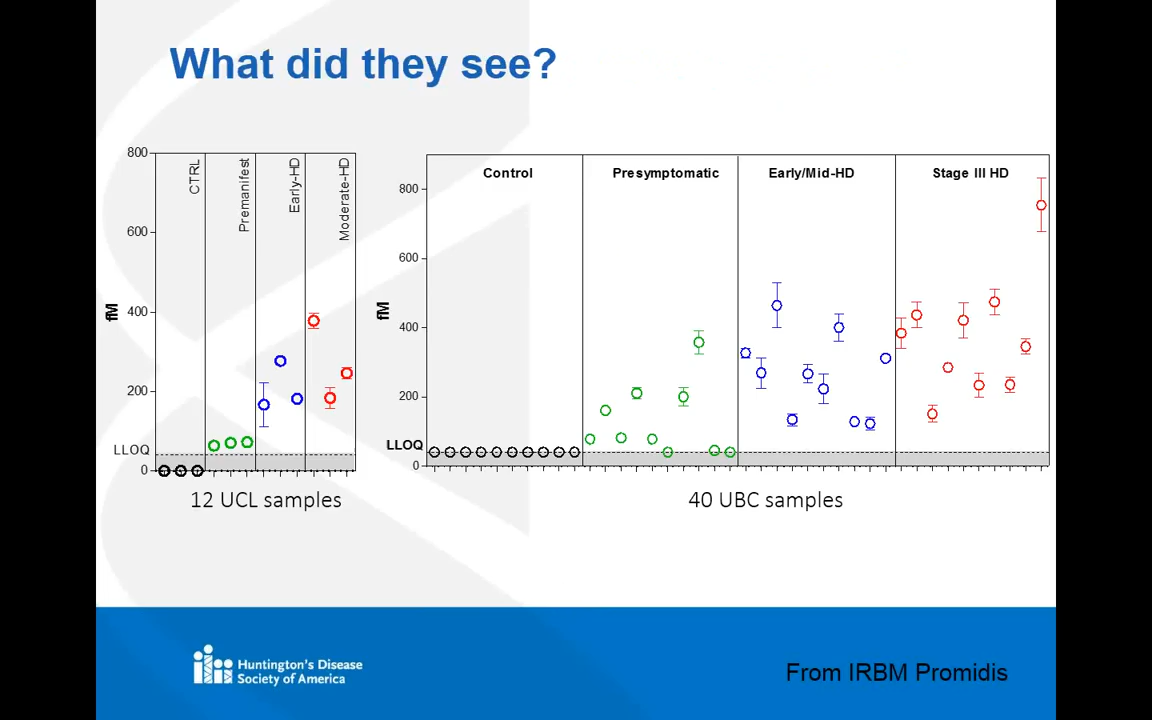 What did they see?
800
600
400
200
0
fM
LLOQ
CTRL
Premanifest
Early-HD
Moderate-HD
12 UCL samples
800
600
400
200
0
fM
LLOQ
Control
Presymptomatic
Early/Mid-HD
Stage III HD
40 UBC samples
Huntington's Disease
Society of America
From IRBM Promidis